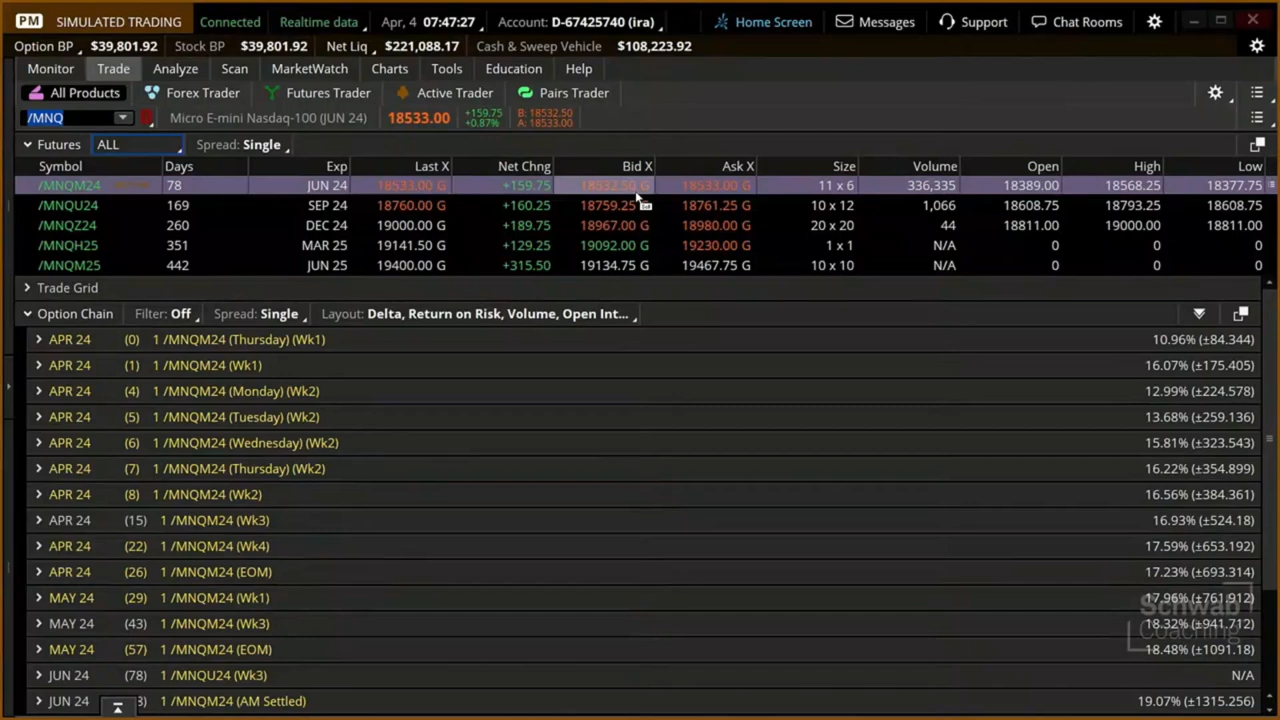 PM SIMULATED TRADING Connected Realtime data Apr, 4 07:47:27 Account: D-67425740 (ira) Home Screen Messages Support Chat Rooms
Option BP $39,801.92 Stock BP $39,801.92 Net Liq $221,088.17 Cash & Sweep Vehicle $108,223.92
Monitor Trade Analyze Scan MarketWatch Charts Tools Education Help
All Products Forex Trader Futures Trader Active Trader Pairs Trader
/MNQ Micro E-mini Nasdaq-100 (JUN 24) 18533.00 +159.75 B: 18532.50
+0.87% A: 18533.00
Futures ALL Spread: Single
Symbol Days Exp Last X Net Chng Bid X Ask X Size Volume Open High Low
/MNQM24 78 JUN 24 18533.00 G +159.75 18532.50 G 18533.00 G 11 x 6 336,335 18389.00 18568.25 18377.75
/MNQU24 169 SEP 24 18760.00 G +160.25 18759.25 18761.25 G 10 x 12 1,066 18608.75 18793.25 18608.75
/MNQZ24 260 DEC 24 19000.00 G +189.75 18967.00 G 18980.00 G 20 x 20 44 18811.00 19000.00 18811.00
/MNQH25 351 MAR 25 19141.50 G +129.25 19092.00 G 19230.00 G 1 x 1 N/A 0 0 0
/MNQM25 442 JUN 25 19400.00 G +315.50 19134.75 G 19467.75 G 10 x 10 N/A 0 0 0
Trade Grid
Option Chain Filter: Off Spread: Single Layout: Delta, Return on Risk, Volume, Open Int...
APR 24 (0) 1 /MNQM24 (Thursday) (Wk1) 10.96% (±84.344)
APR 24 (1) 1 /MNQM24 (Wk1) 16.07% (±175.405)
APR 24 (4) 1 /MNQM24 (Monday) (Wk2) 12.99% (±224.578)
APR 24 (5) 1 /MNQM24 (Tuesday) (Wk2) 13.68% (±259.136)
APR 24 (6) 1 /MNQM24 (Wednesday) (Wk2) 15.81% (±323.543)
APR 24 (7) 1 /MNQM24 (Thursday) (Wk2) 16.22% (±354.899)
APR 24 (8) 1 /MNQM24 (Wk2) 16.56% (±384.361)
APR 24 (15) 1 /MNQM24 (Wk3) 16.93% (±524.18)
APR 24 (22) 1 /MNQM24 (Wk4) 17.59% (±653.192)
APR 24 (26) 1 /MNQM24 (EOM) 17.23% (±693.314)
MAY 24 (29) 1 /MNQM24 (Wk1) 17.96% (±761.912)
MAY 24 (43) 1 /MNQM24 (Wk3) 18.32% (±941.712)
MAY 24 (57) 1 /MNQM24 (EOM) 18.48% (±1091.18)
JUN 24 (78) 1 /MNQU24 (Wk3) N/A
JUN 24 1 /MNQM24 (AM Settled) 19.07% (±1315.256)
Schwab
Coaching